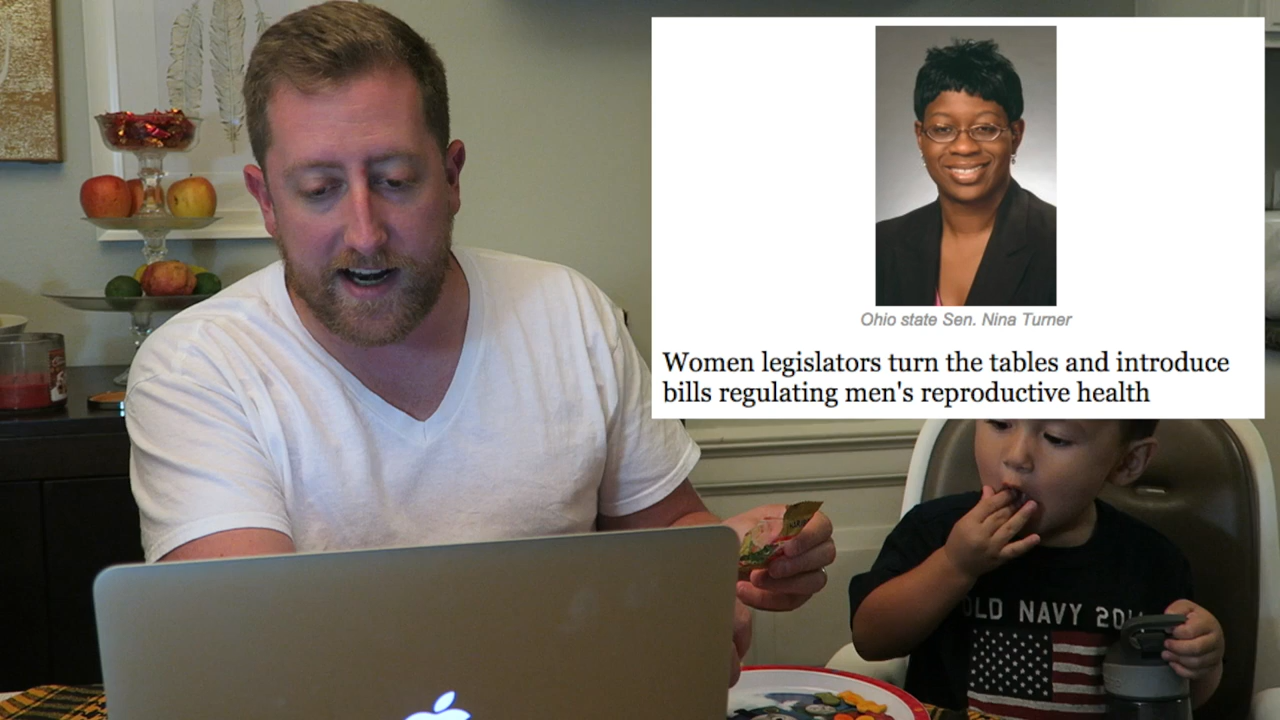 Ohio state Sen. Nina Turner
Women legislators turn the tables and introduce
bills regulating men's reproductive health
OLD NAVY